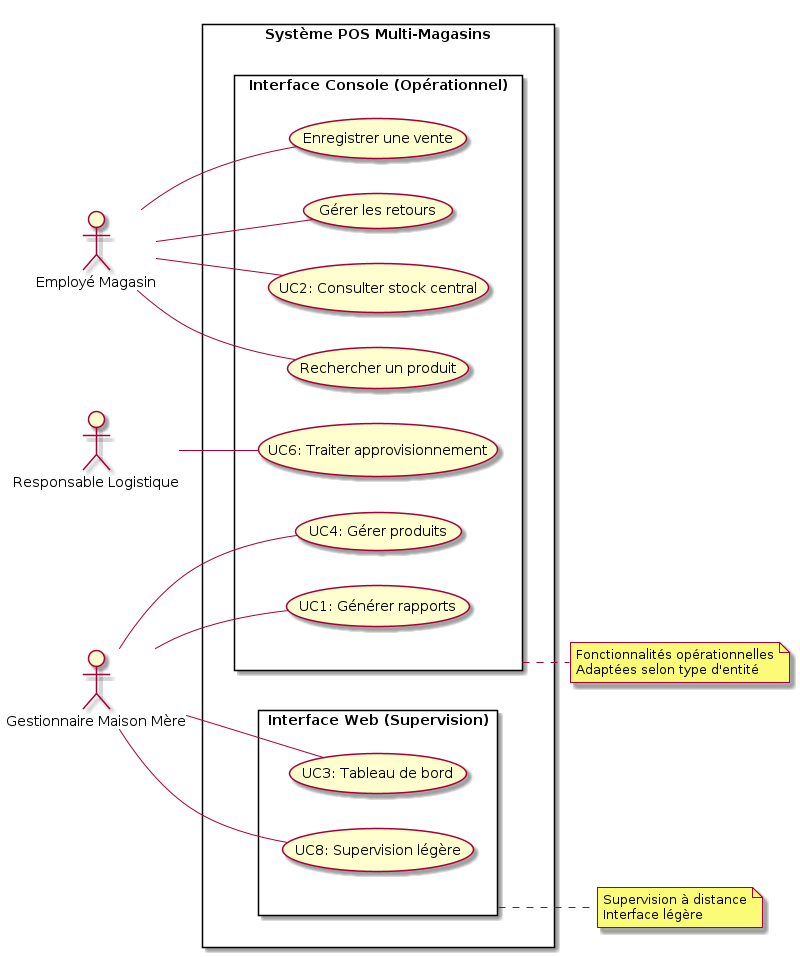 Système POS Multi-Magasins
Interface Console (Opérationnel)
Enregistrer une vente
Gérer les retours
Employé Magasin
UC2: Consulter stock central
Rechercher un produit
UC6: Traiter approvisionnement
Responsable Logistique
UC4: Gérer produits
UC1: Générer rapports
Fonctionnalités opérationnelles
Adaptées selon type d'entité
Gestionnaire Maison Mère
Interface Web (Supervision)
UC3: Tableau de bord
UC8: Supervision légère
Supervision à distance
Interface légère